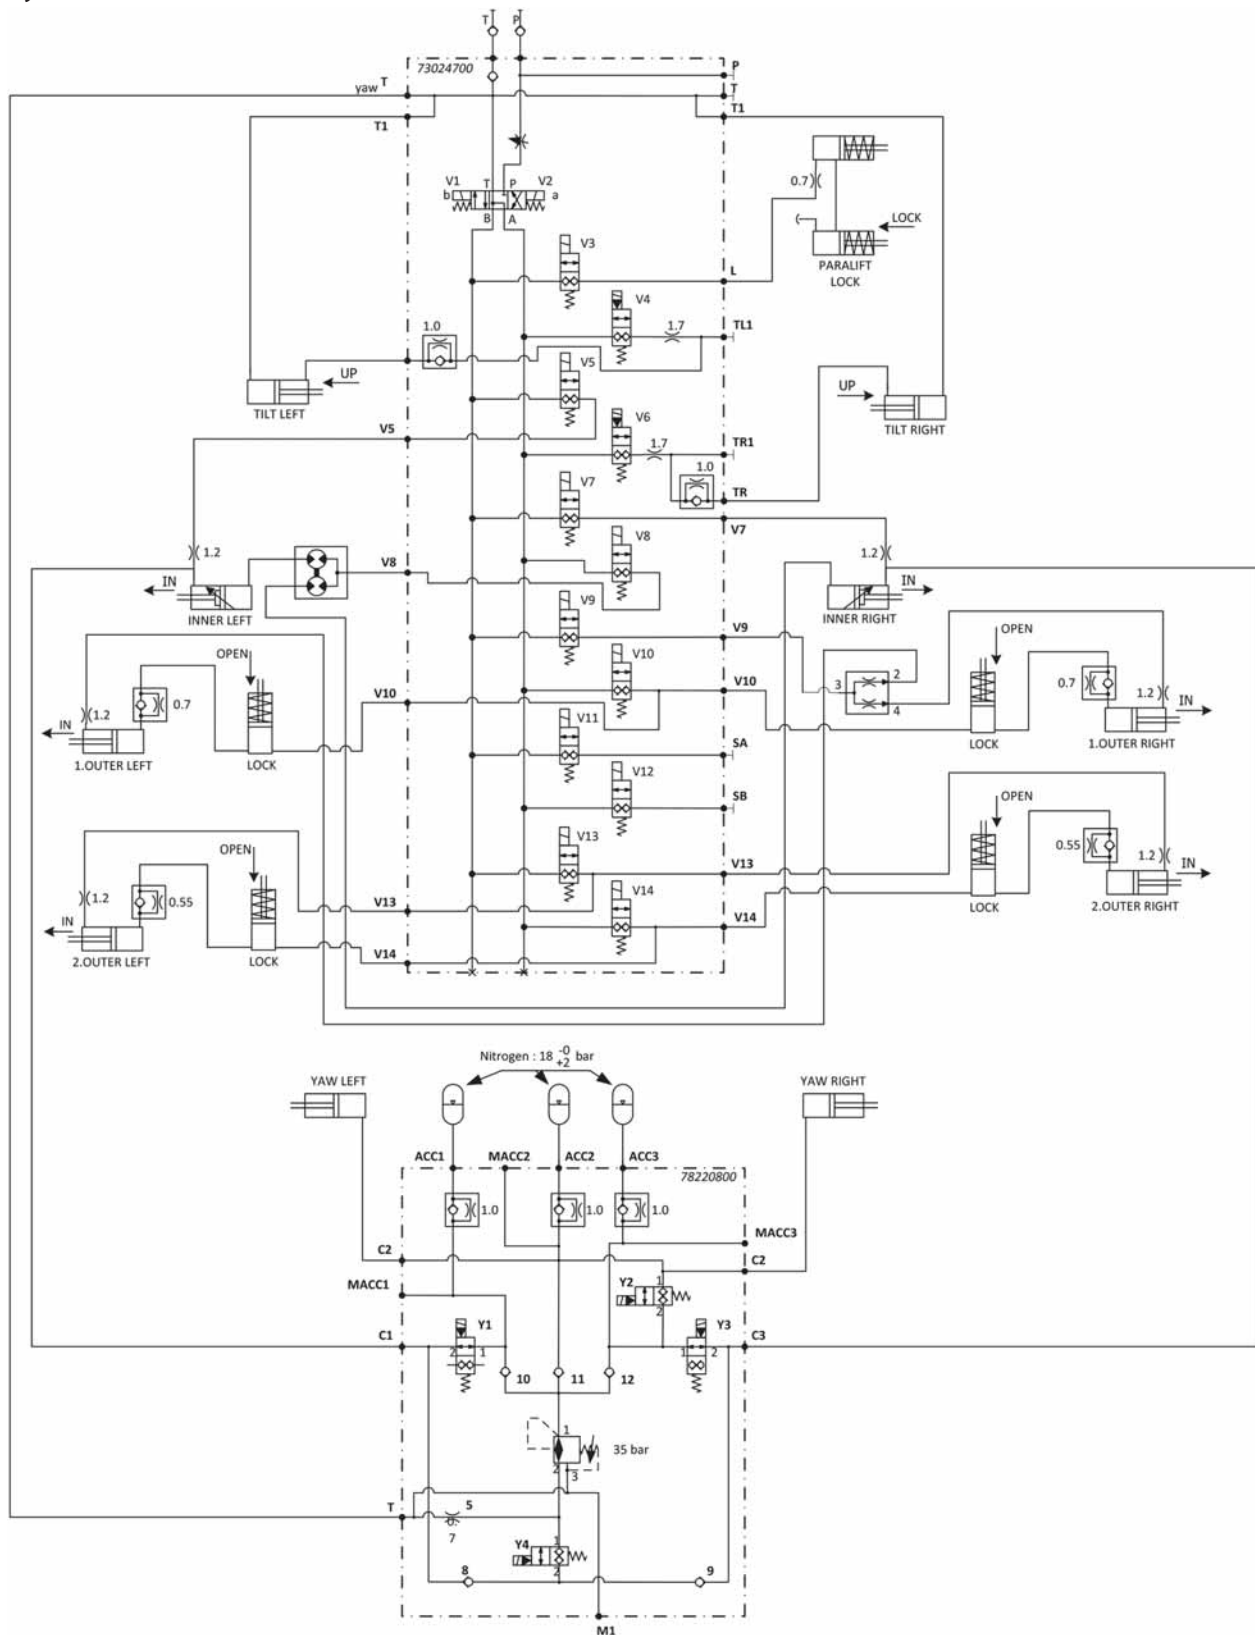 T P
73024700
P
yaw T
T
T1
T1
0.7
V1 T P V2
b a
B A
LOCK
PARALIFT
LOCK
V3
L
V4
1.0
1.7
TL1
V5
UP
TILT LEFT
UP
TILT RIGHT
V6
V5
1.7
TR1
1.0
V7
TR
V7
V8
1.2
1.2
V8
IN
IN
INNER LEFT
INNER RIGHT
V9
V9
OPEN
OPEN
V10
2
3
V10
V10
4
0.7
0.7
1.2
1.2
IN
IN
V11
1.OUTER LEFT
LOCK
SA
LOCK
1.OUTER RIGHT
V12
SB
OPEN
OPEN
V13
0.55
1.2
IN
V13
1.2
0.55
V14
LOCK
2.OUTER RIGHT
IN
V13
V14
2.OUTER LEFT
LOCK
V14
Nitrogen : 18 -0 +2 bar
YAW LEFT
YAW RIGHT
ACC1
MACC2
ACC2
ACC3
78220800
1.0
1.0
1.0
MACC3
C2
C2
MACC1
Y2
1
2
C1
Y1
2 1
Y3
1 2
C3
10
11
12
1
35 bar
2
3
T
5
0.
7
Y4
1
2
8
9
M1